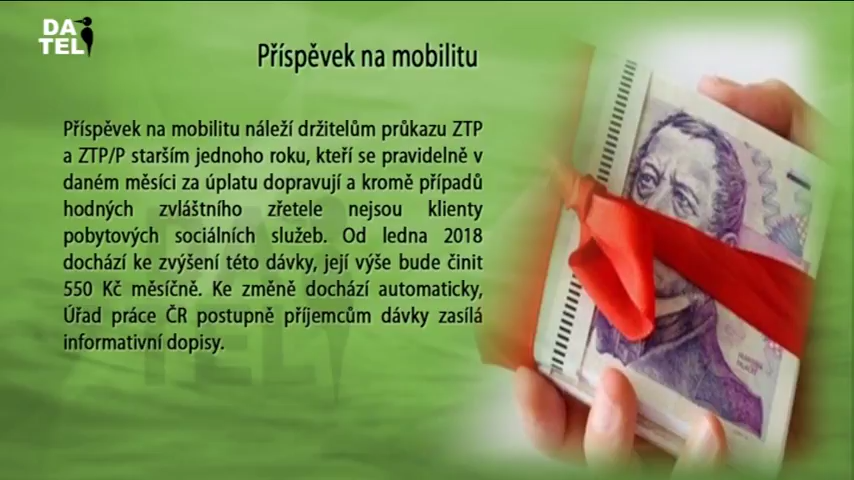 DA
TEL
Příspěvek na mobilitu
Příspěvek na mobilitu náleží držitelům průkazu ZTP
a ZTP/P starším jednoho roku, kteří se pravidelně v
daném měsíci za úplatu dopravují a kromě případů
hodných zvláštního zřetele nejsou klienty
pobytových sociálních služeb. Od ledna 2018
dochází ke zvýšení této dávky, její výše bude činit
550 Kč měsíčně. Ke změně dochází automaticky,
Úřad práce ČR postupně příjemcům dávky zasílá
informativní dopisy.